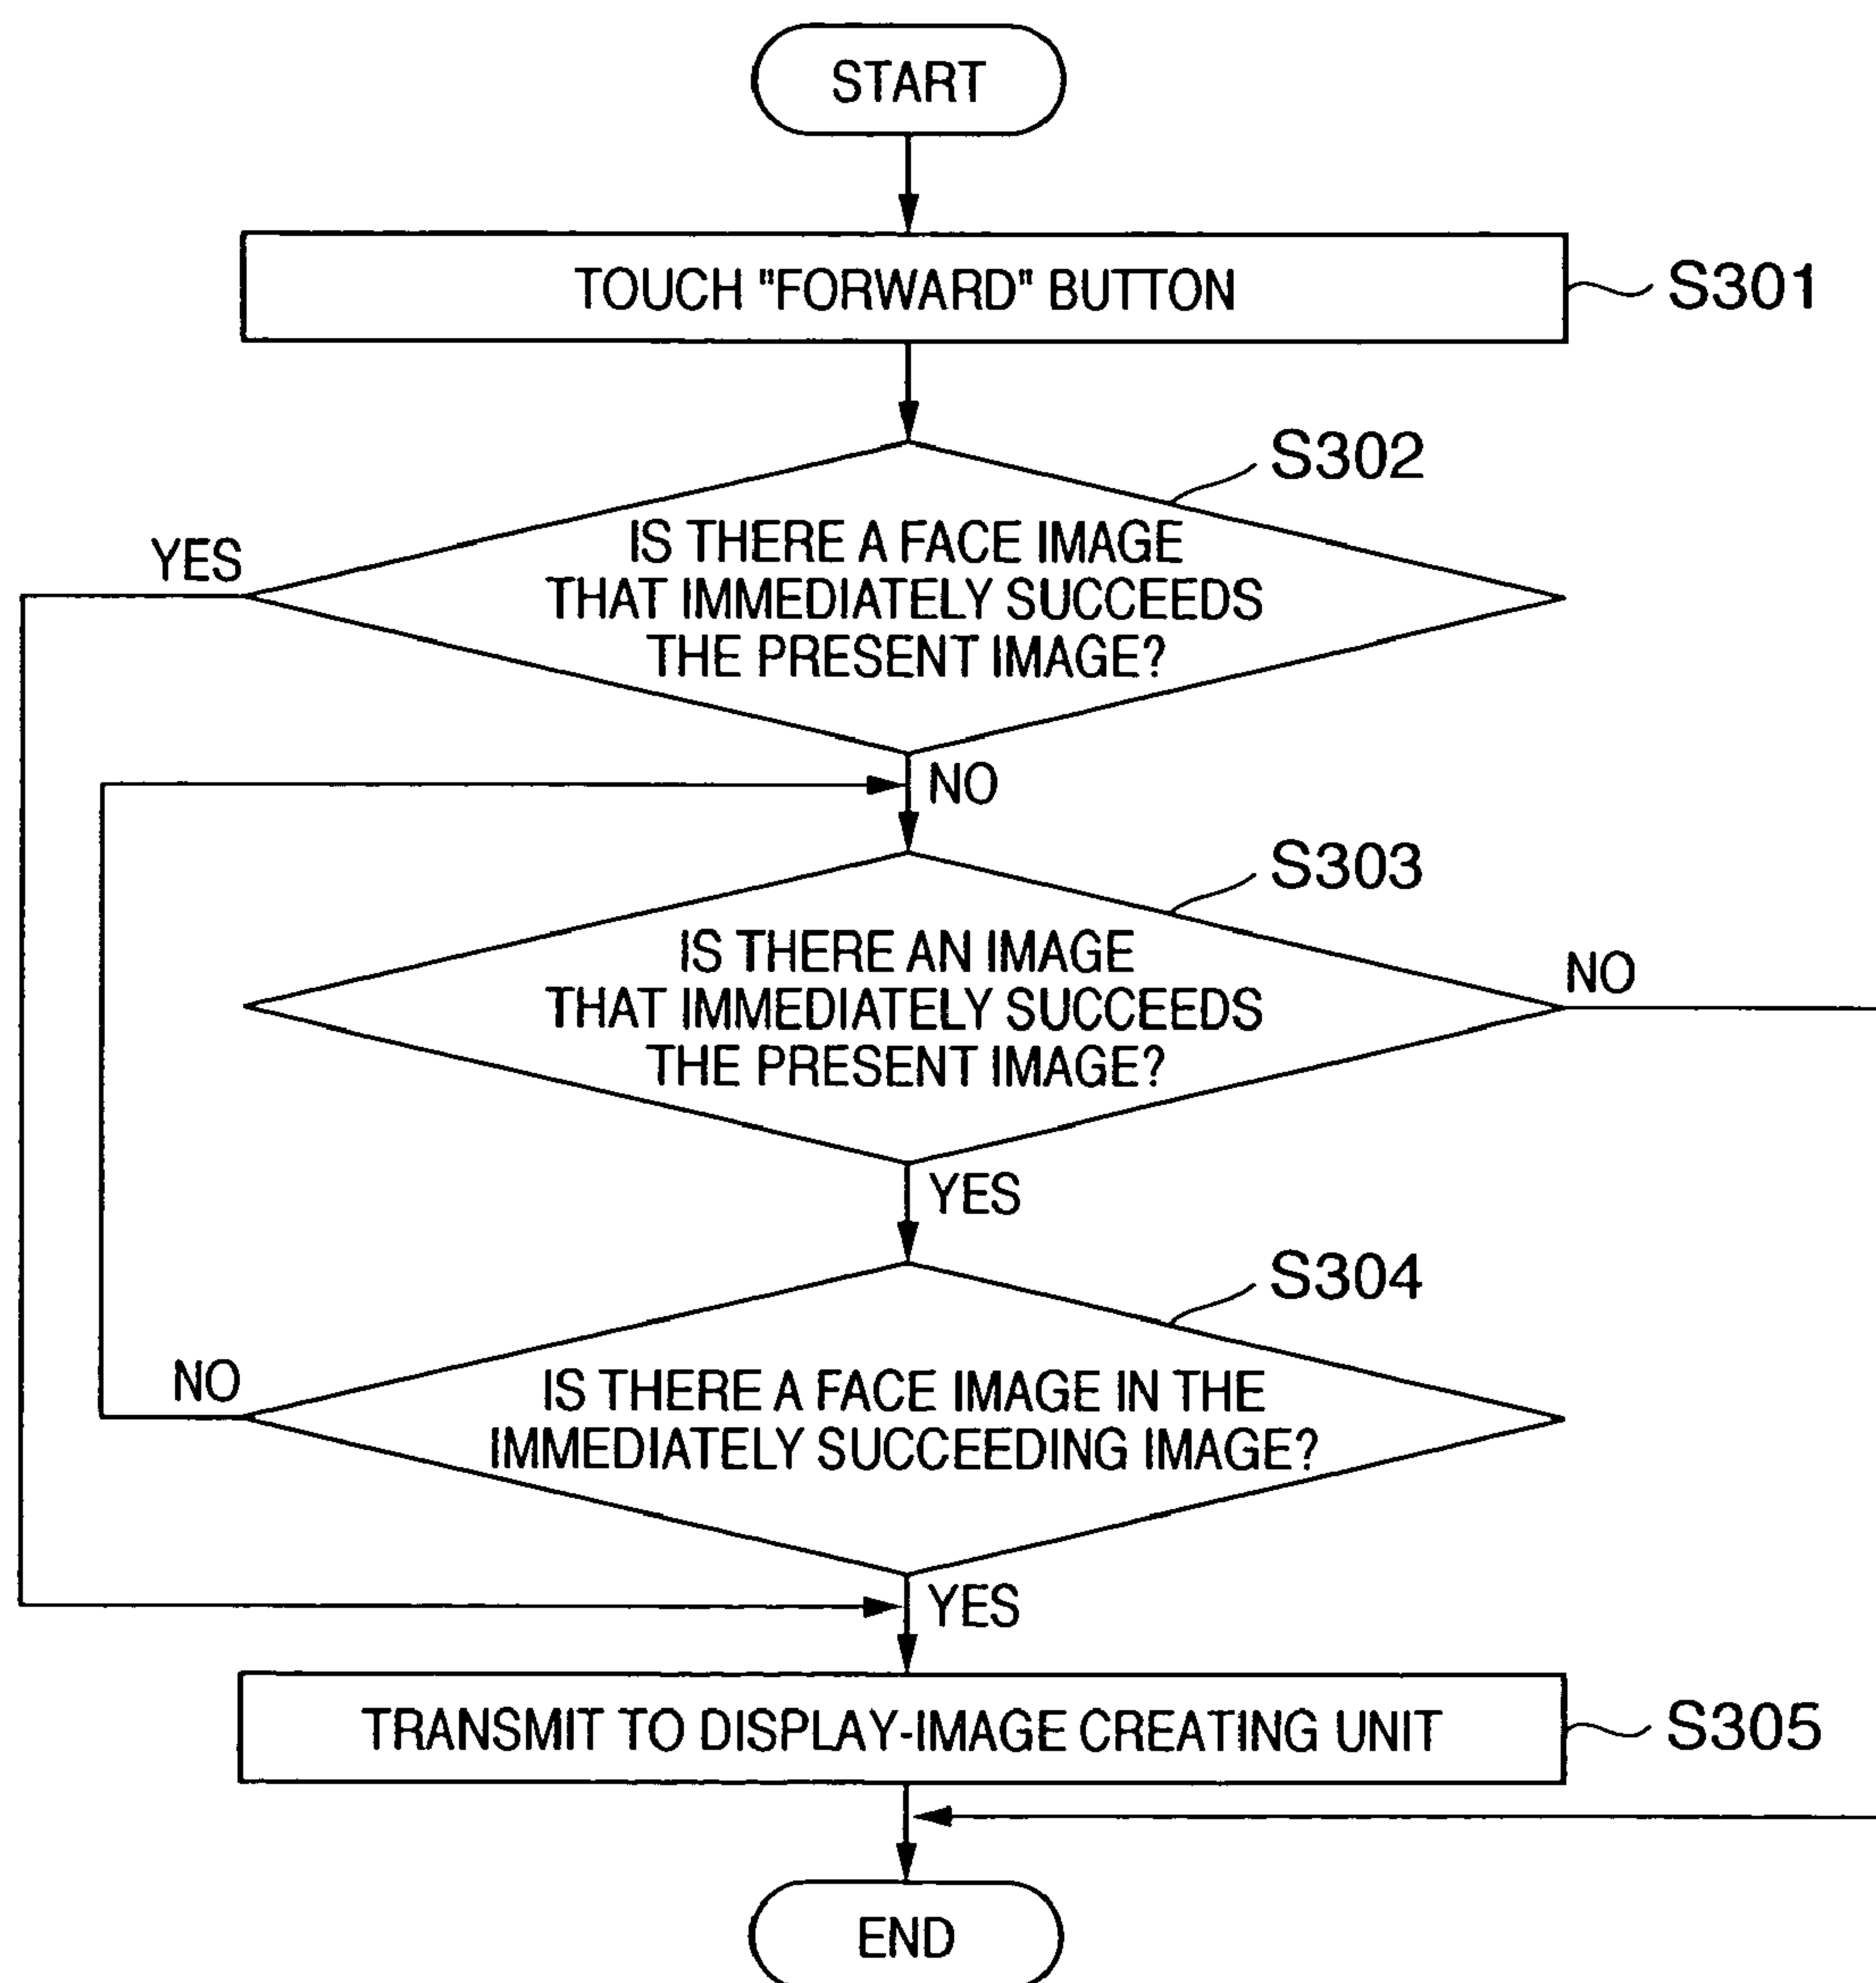 START
TOUCH "FORWARD" BUTTON
S301
S302
IS THERE A FACE IMAGE
THAT IMMEDIATELY SUCCEEDS
THE PRESENT IMAGE?
YES
NO
S303
IS THERE AN IMAGE
THAT IMMEDIATELY SUCCEEDS
THE PRESENT IMAGE?
NO
YES
S304
IS THERE A FACE IMAGE IN THE
IMMEDIATELY SUCCEEDING IMAGE?
NO
YES
TRANSMIT TO DISPLAY-IMAGE CREATING UNIT
S305
END